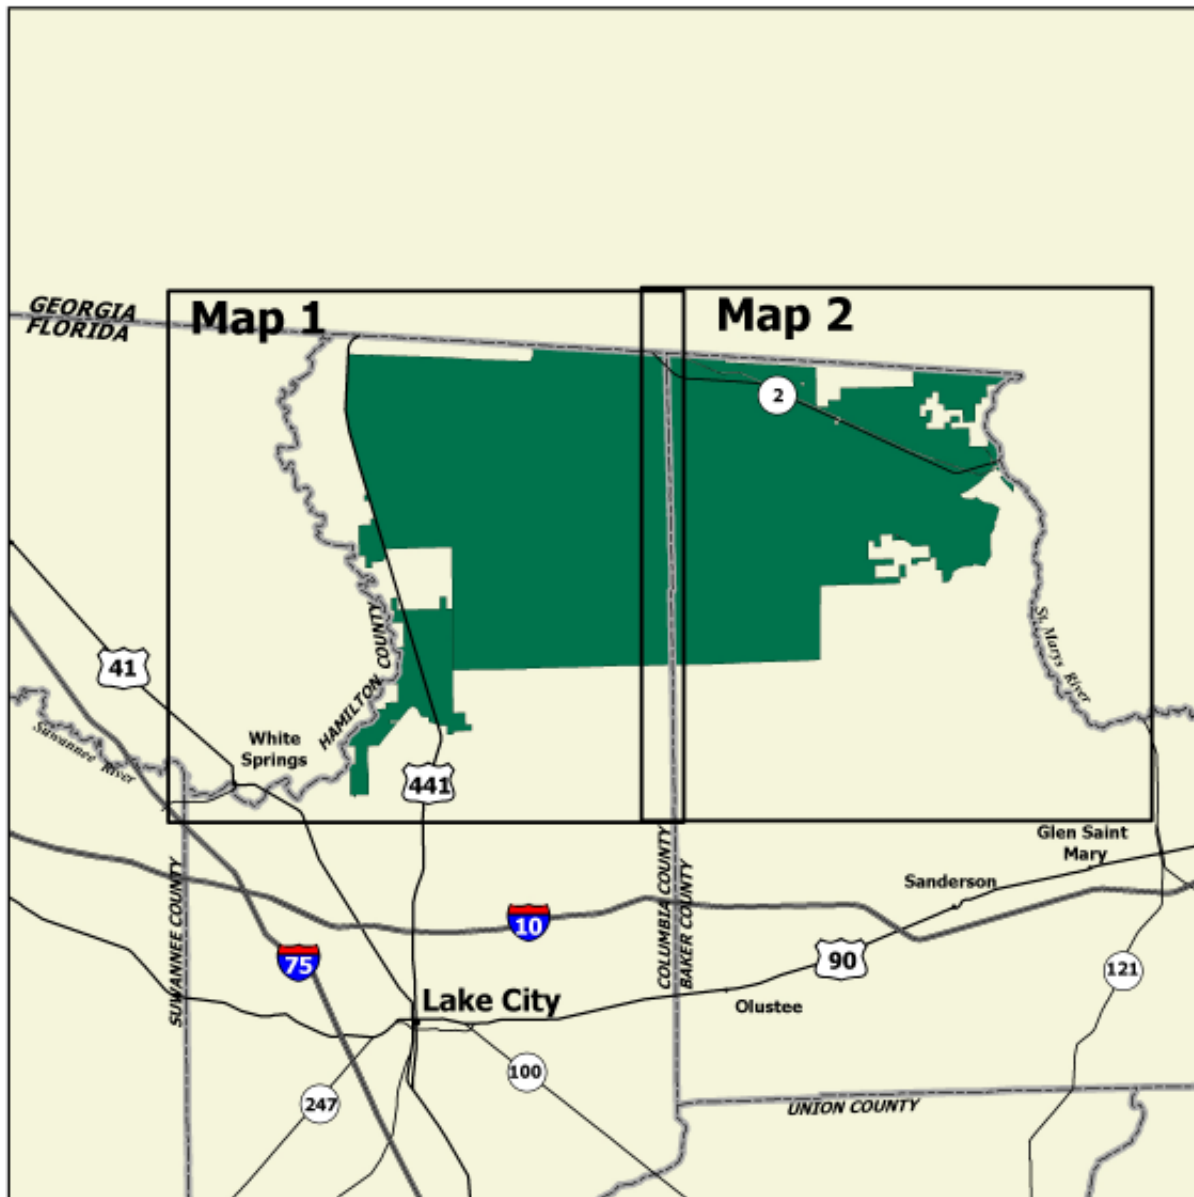 GEORGIA
FLORIDA
Map 1
Map 2
2
41
HAMILTON COUNTY
St. Marys River
Suwannee River
White
Springs
441
Glen Saint
Mary
Sanderson
SUWANNEE COUNTY
COLUMBIA COUNTY
BAKER COUNTY
10
75
90
121
Lake City
Olustee
100
247
UNION COUNTY